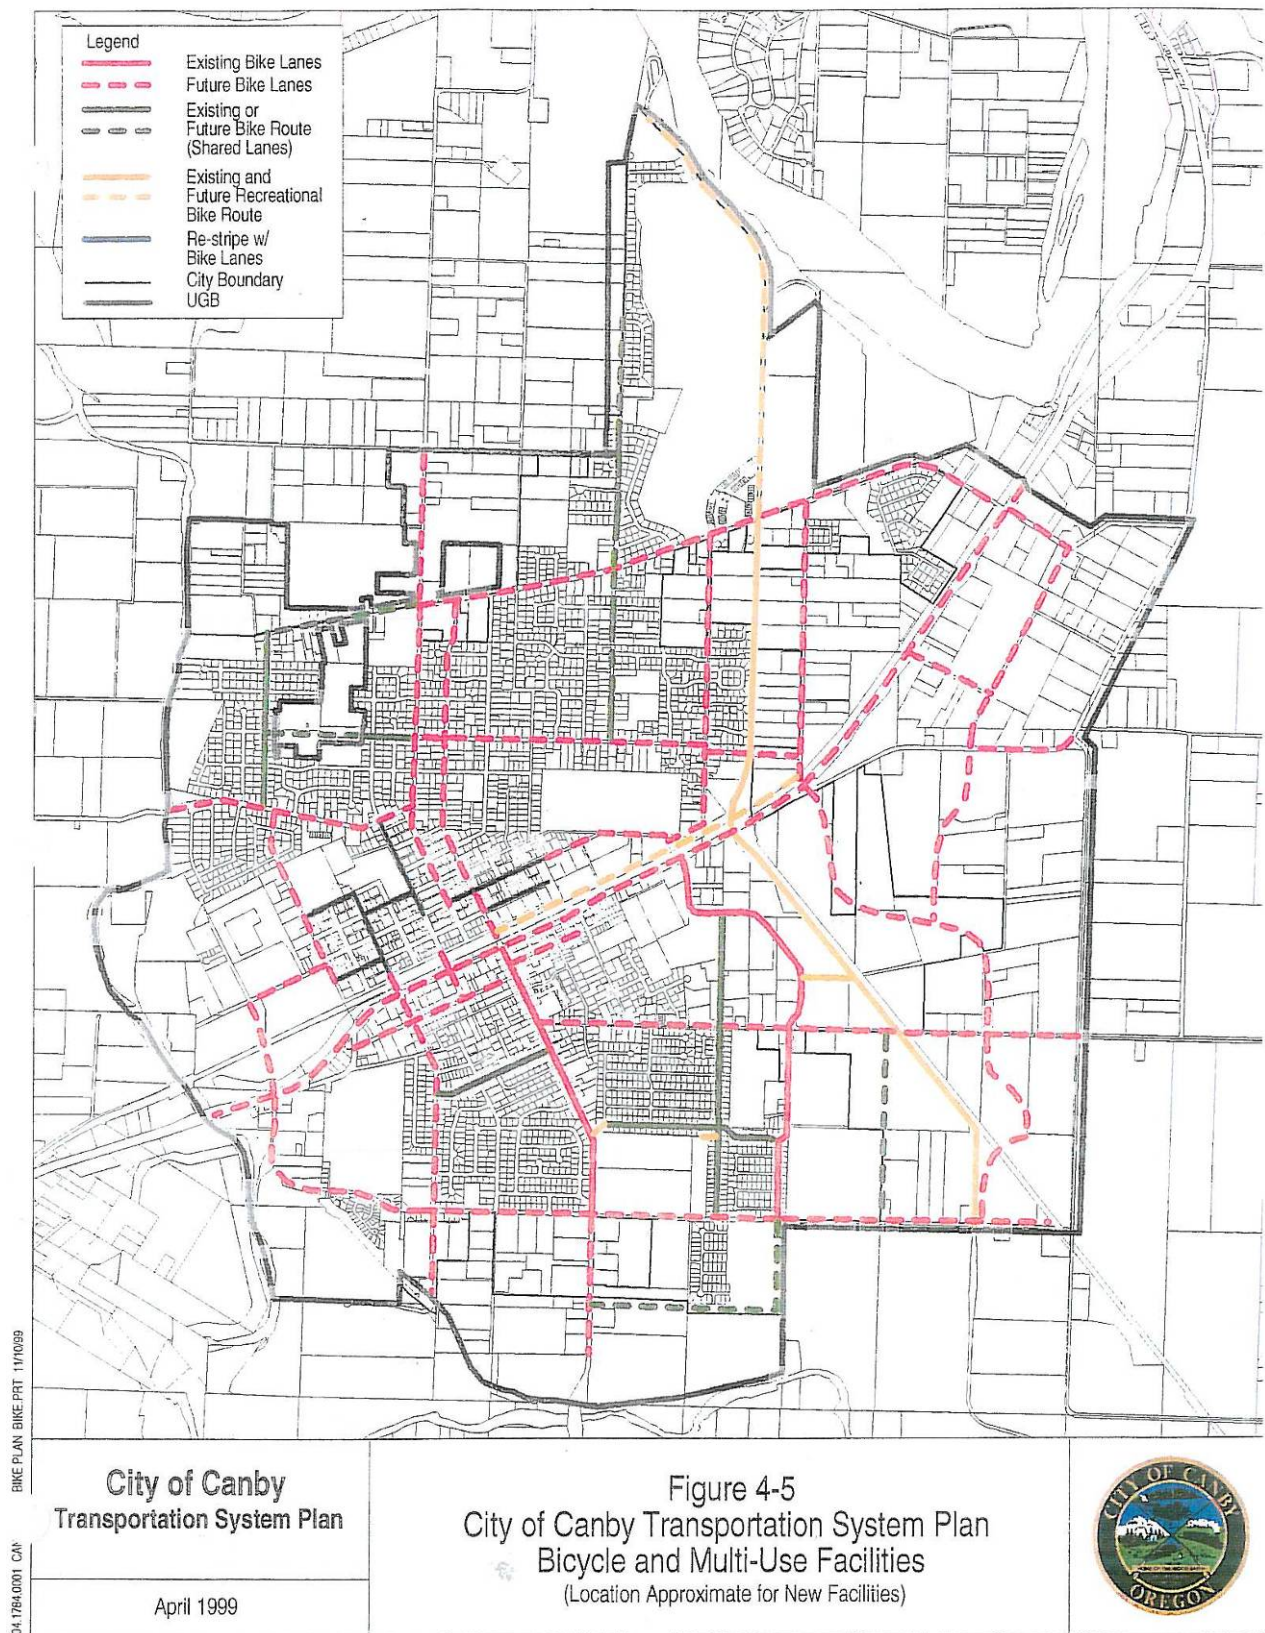 Legend
Existing Bike Lanes
Future Bike Lanes
Existing or
Future Bike Route
(Shared Lanes)
Existing and
Future Recreational
Bike Route
Re-stripe w/
Bike Lanes
City Boundary
UGB
BIKE PLAN BIKE.PRT 11/10/99
04.1784.0001
City of Canby
Transportation System Plan
April 1999
Figure 4-5
City of Canby Transportation System Plan
Bicycle and Multi-Use Facilities
(Location Approximate for New Facilities)
CITY OF CANBY
OREGON